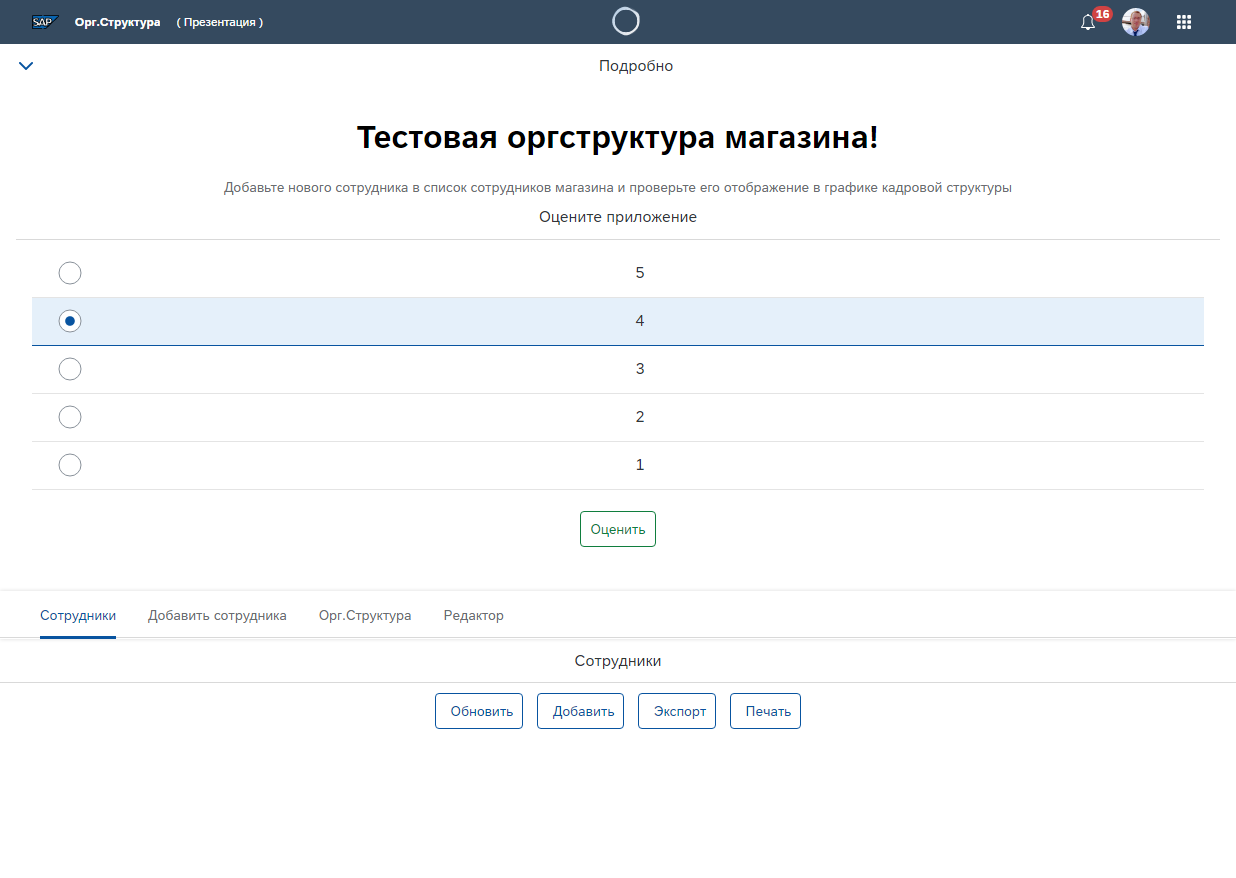 SAP Орг.Структура ( Презентация ) 16
Подробно
Тестовая оргструктура магазина!
Добавьте нового сотрудника в список сотрудников магазина и проверьте его отображение в графике кадровой структуры
Оцените приложение
5
4
3
2
1
Оценить
Сотрудники Добавить сотрудника Орг.Структура Редактор
Сотрудники
Обновить Добавить Экспорт Печать